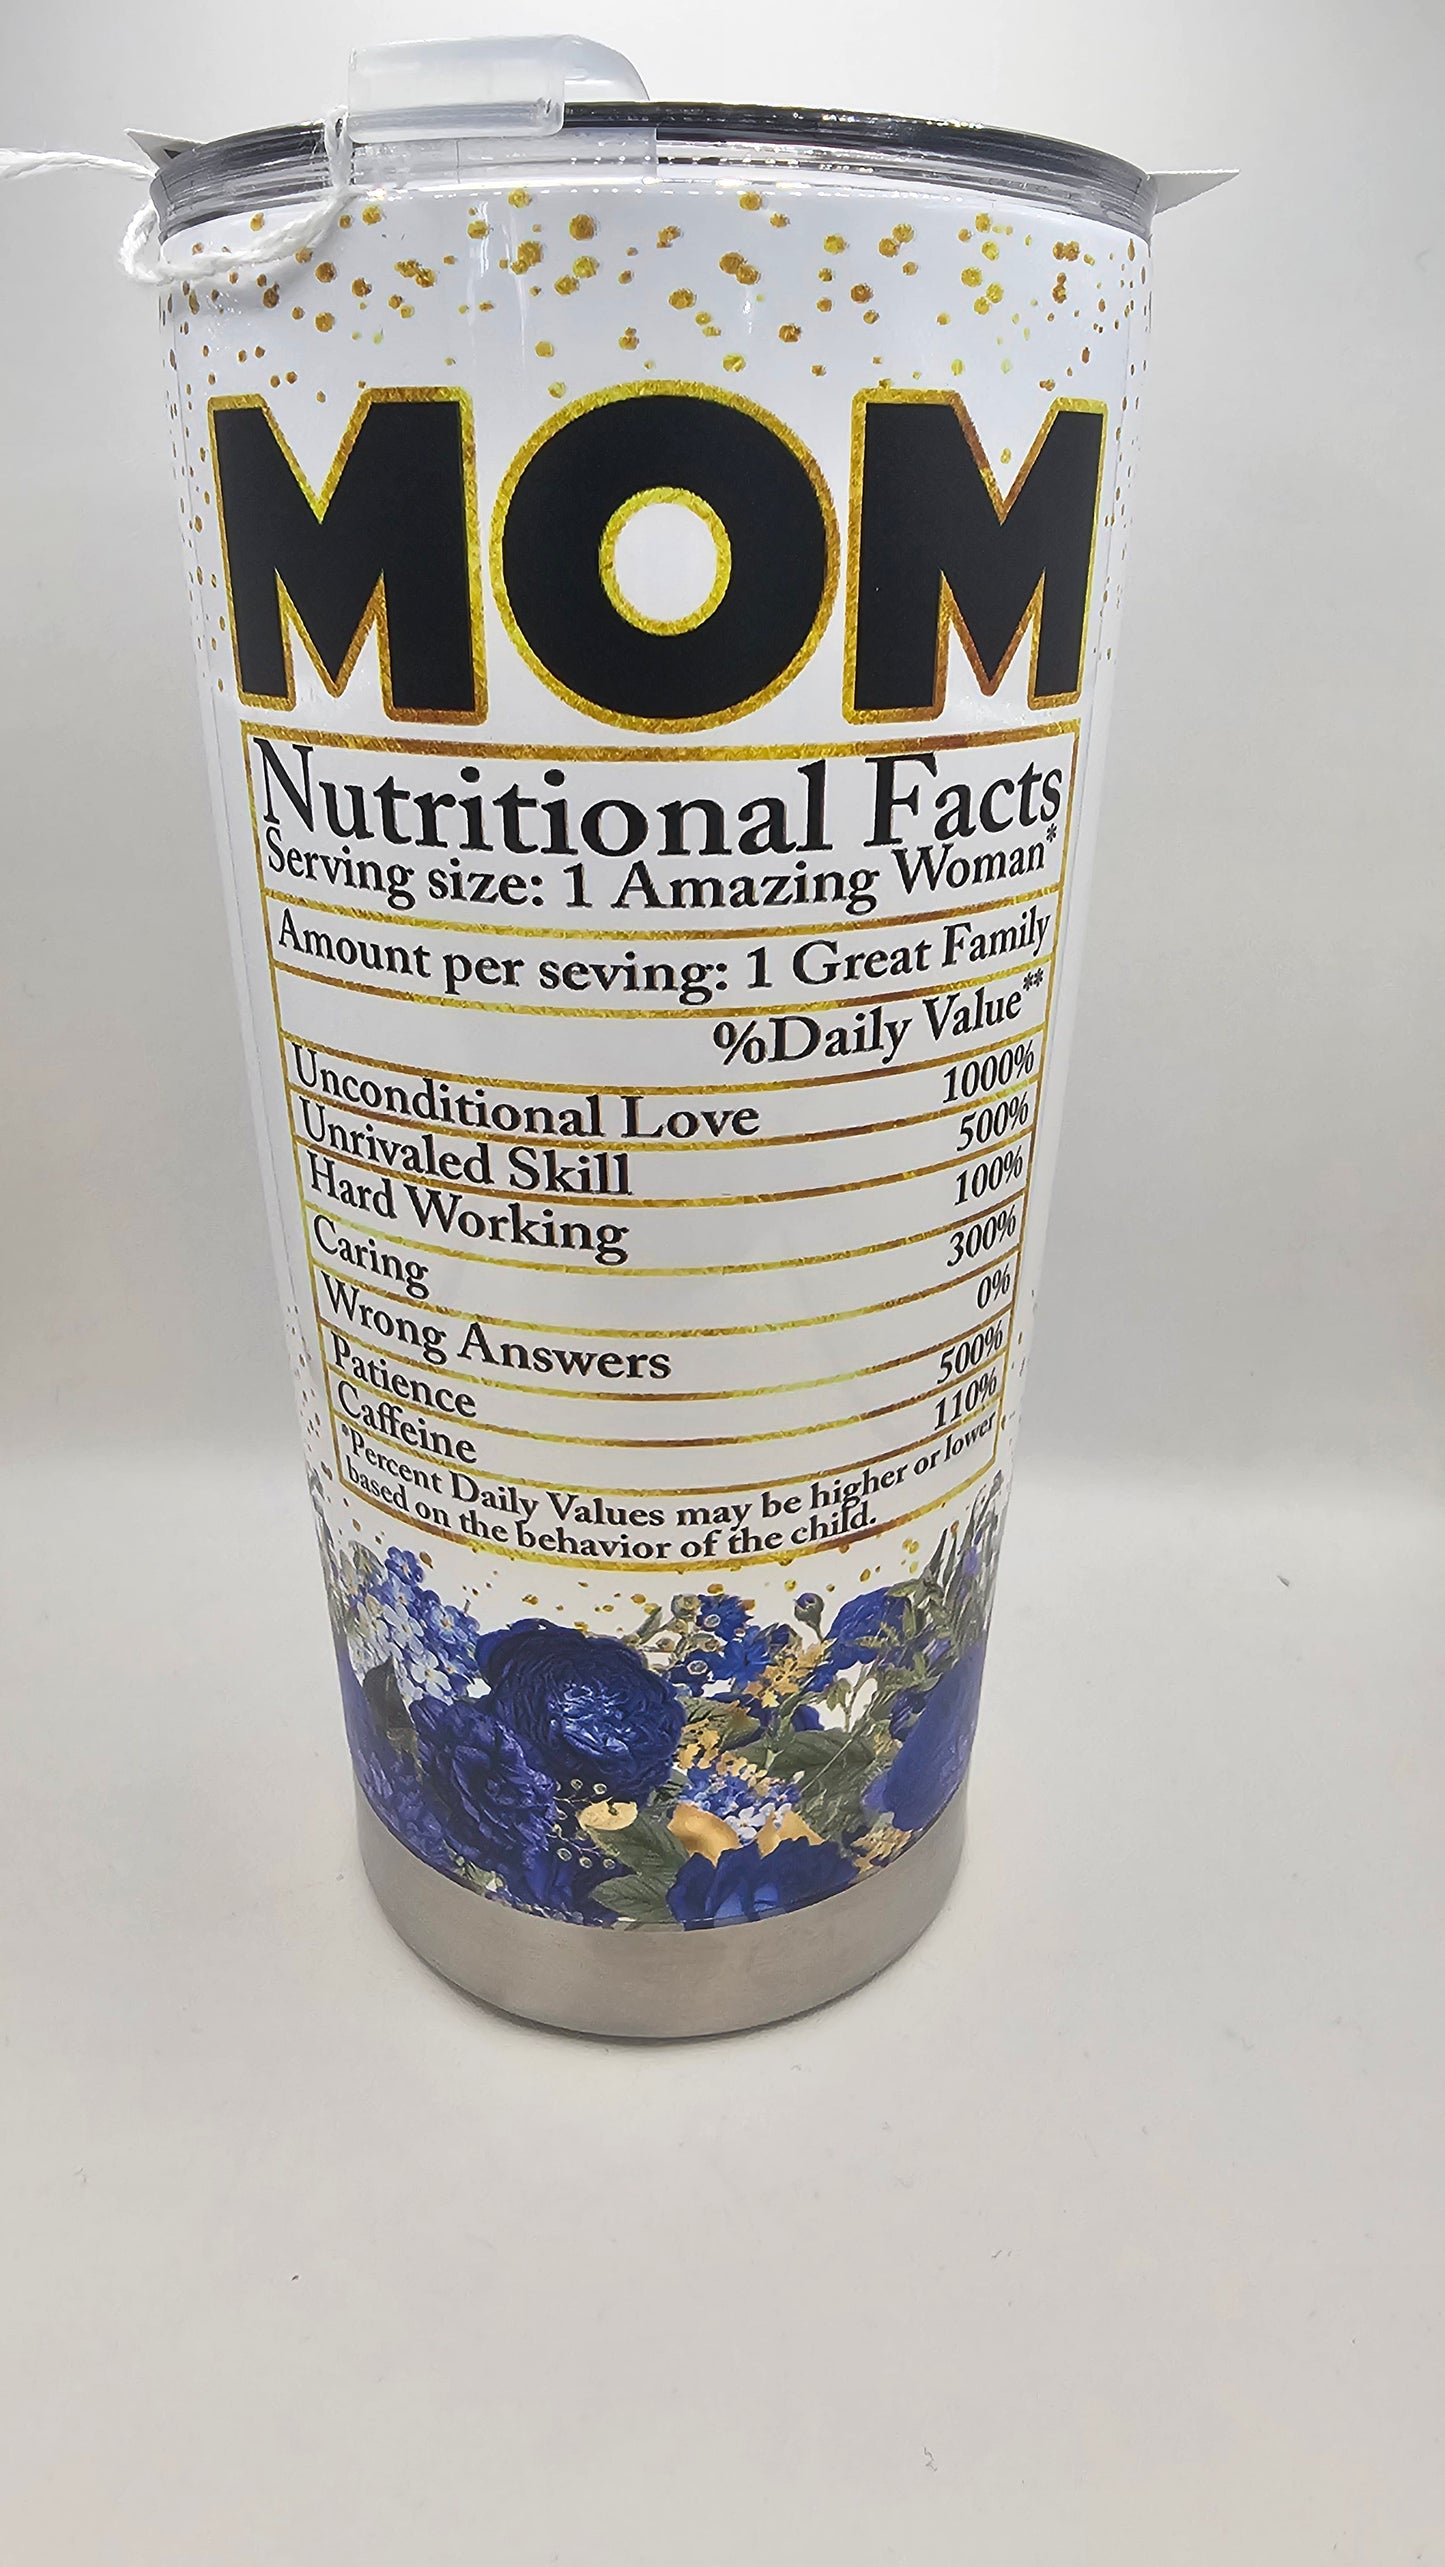 MOM
Nutritional Facts
Serving size: 1 Amazing Woman*
Amount per seving: 1 Great Family
%Daily Value**
Unconditional Love 1000%
Unrivaled Skill 500%
Hard Working 100%
Caring 300%
Wrong Answers 0%
Patience 500%
Caffeine 110%
*Percent Daily Values may be higher or lower
based on the behavior of the child.